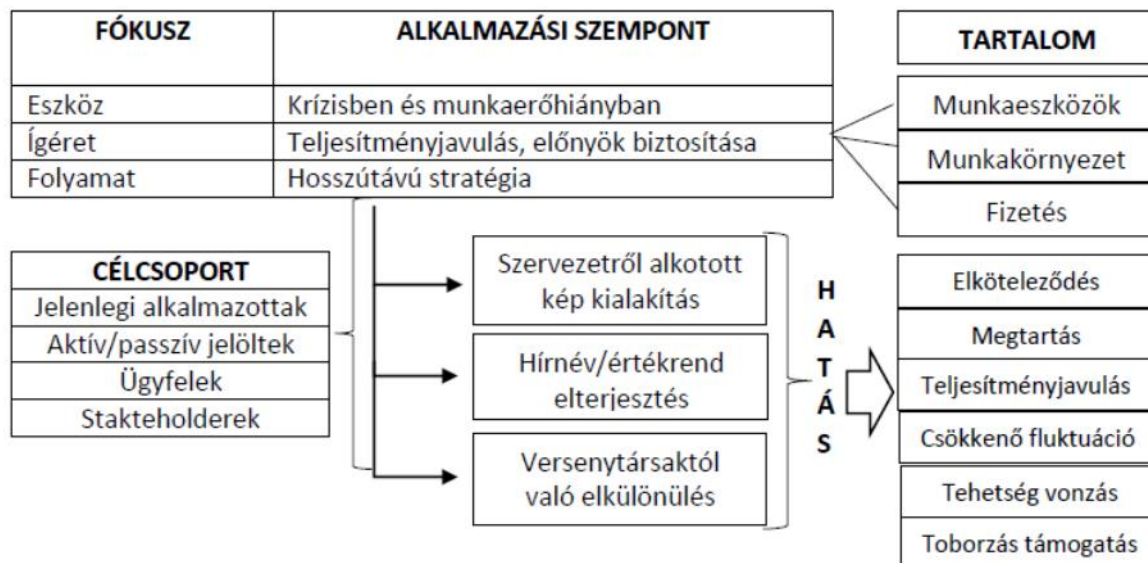 FÓKUSZ
ALKALMAZÁSI SZEMPONT
Eszköz
Krízisben és munkaerőhiányban
Ígéret
Teljesítményjavulás, előnyök biztosítása
Folyamat
Hosszútávú stratégia
TARTALOM
Munkaeszközök
Munkakörnyezet
Fizetés
CÉLCSOPORT
Jelenlegi alkalmazottak
Aktív/passzív jelöltek
Ügyfelek
Stakteholderek
Szervezetről alkotott
kép kialakítás
Hírnév/értékrend
elterjesztés
Versenytársaktól
való elkülönülés
H
A
T
Á
S
Elköteleződés
Megtartás
Teljesítményjavulás
Csökkenő fluktuáció
Tehetség vonzás
Toborzás támogatás